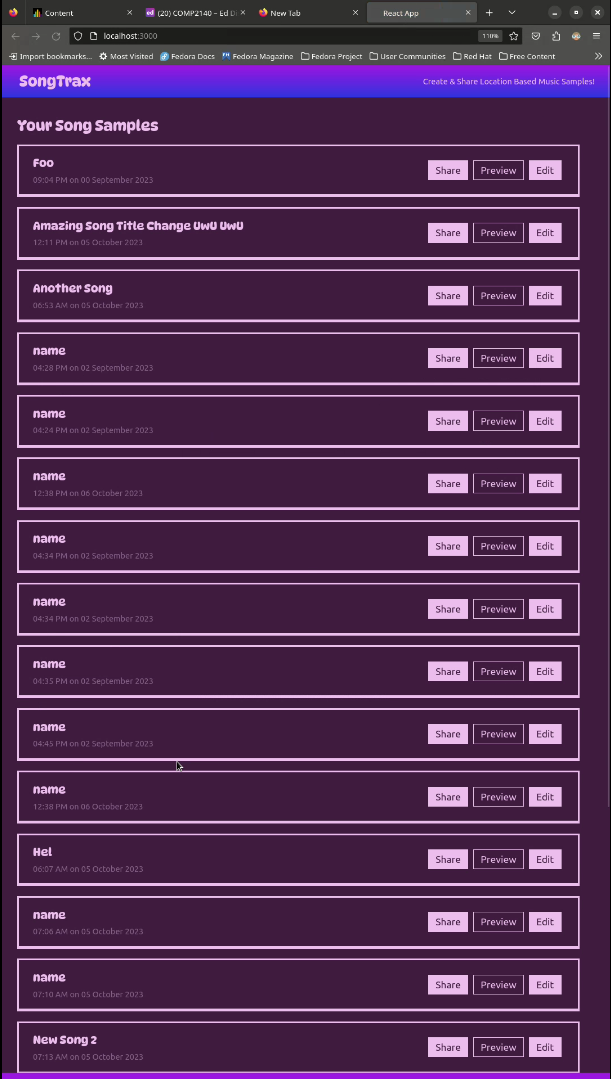 Content
(20) COMP2140 – Ed Di
New Tab
React App
localhost:3000
110%
Import bookmarks...
Most Visited
Fedora Docs
Fedora Magazine
Fedora Project
User Communities
Red Hat
Free Content
SongTrax
Create & Share Location Based Music Samples!
Your Song Samples
Foo
09:04 PM on 00 September 2023
Share Preview Edit
Amazing Song Title Change UwU UwU
12:11 PM on 05 October 2023
Share Preview Edit
Another Song
06:53 AM on 05 October 2023
Share Preview Edit
name
04:28 PM on 02 September 2023
Share Preview Edit
name
04:24 PM on 02 September 2023
Share Preview Edit
name
12:38 PM on 06 October 2023
Share Preview Edit
name
04:34 PM on 02 September 2023
Share Preview Edit
name
04:34 PM on 02 September 2023
Share Preview Edit
name
04:35 PM on 02 September 2023
Share Preview Edit
name
04:45 PM on 02 September 2023
Share Preview Edit
name
12:38 PM on 06 October 2023
Share Preview Edit
Hel
06:07 AM on 05 October 2023
Share Preview Edit
name
07:06 AM on 05 October 2023
Share Preview Edit
name
07:10 AM on 05 October 2023
Share Preview Edit
New Song 2
07:13 AM on 05 October 2023
Share Preview Edit